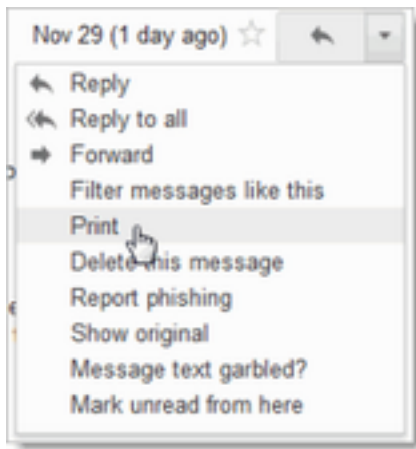 Nov 29 (1 day ago)
Reply
Reply to all
Forward
Filter messages like this
Print
Delete this message
Report phishing
Show original
Message text garbled?
Mark unread from here